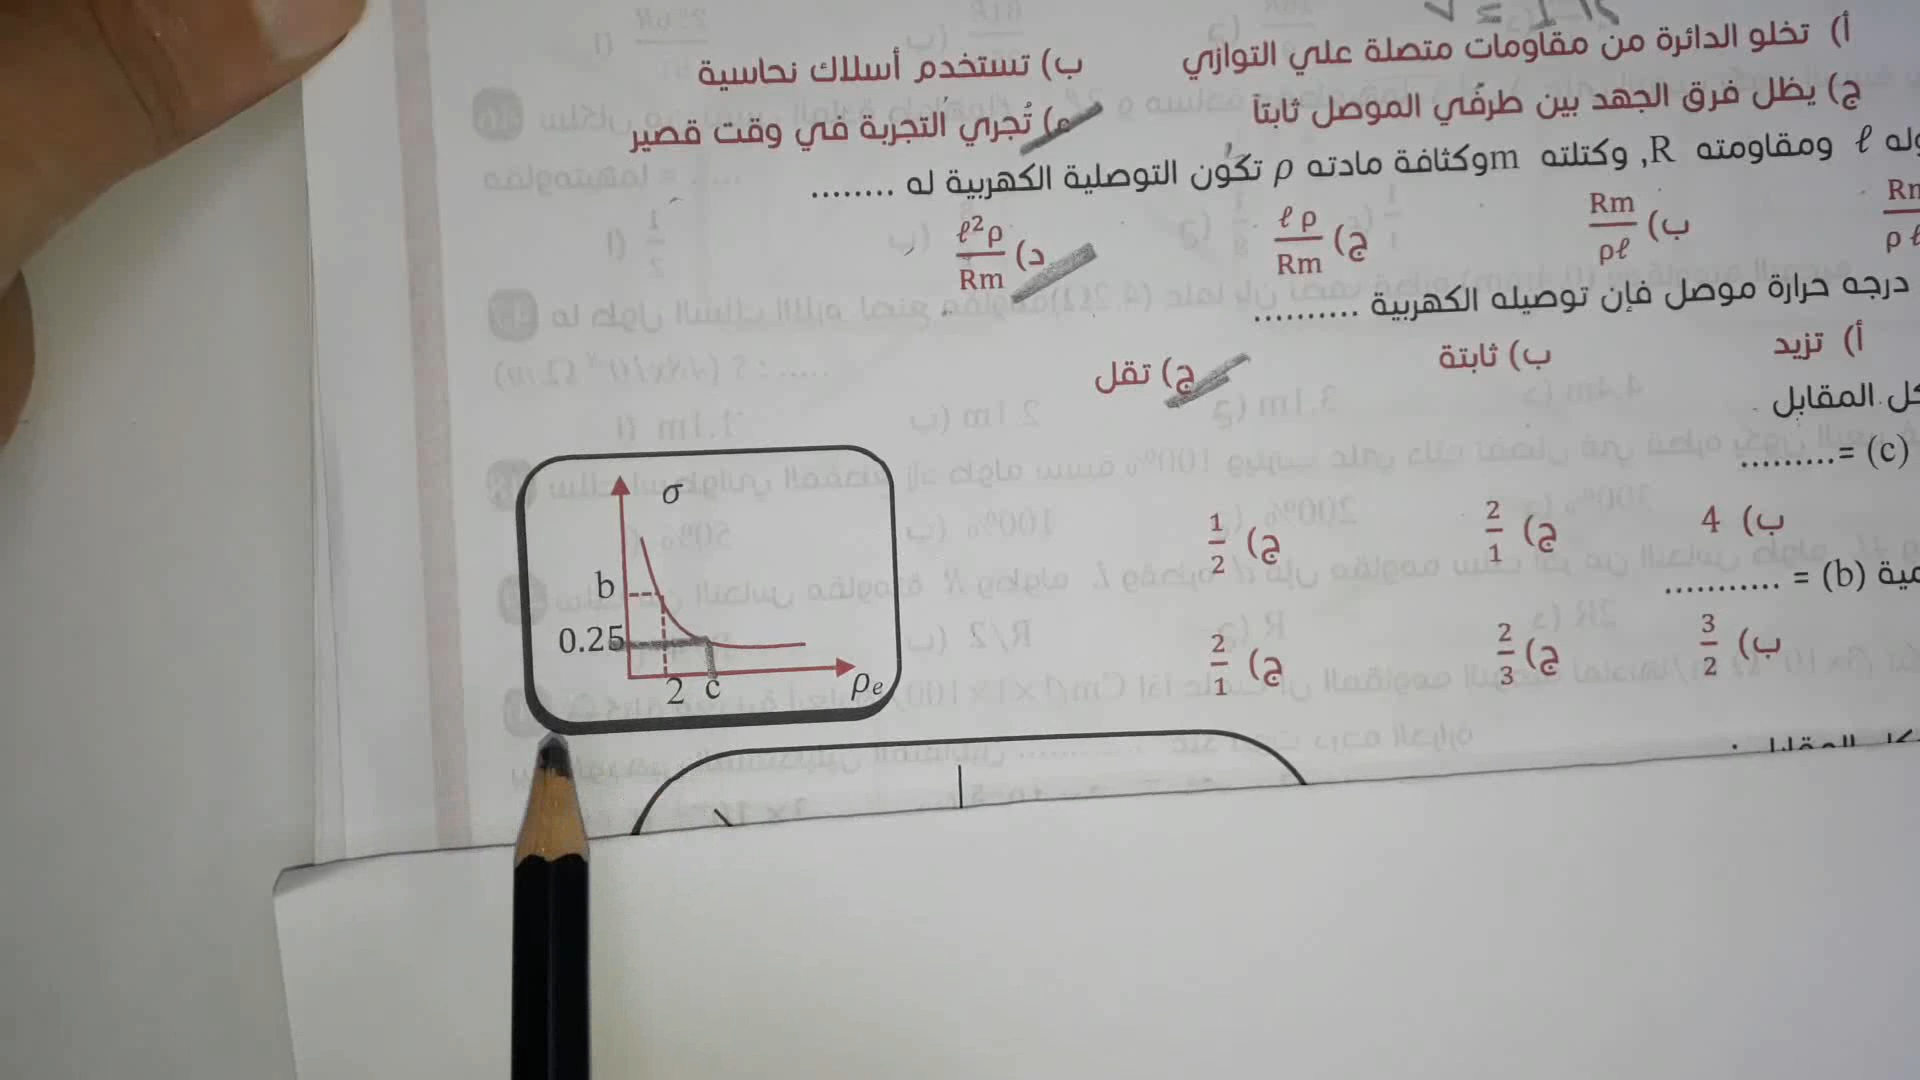 أ) تخلو الدائرة من مقاومات متصلة علي التوازي ب) تستخدم أسلاك نحاسية
ج) يظل فرق الجهد بين طرفي الموصل ثابتا د) تُجري التجربة في وقت قصير
ℓ ومقاومته R, وكتلته m وكثافة مادته ρ تكون التوصلية الكهربية له ........
ب) Rm/ρℓ ج) ℓρ/Rm د) ℓ²ρ/Rm
درجه حرارة موصل فإن توصيله الكهربية ..........
أ) تزيد ب) ثابتة ج) تقل
المقابل
(c) =.........
ب) 4 ج) 2/1 ج) 1/2
(b) = ...........
ب) 3/2 ج) 2/3 ج) 2/1
σ
b
0.25
2 c ρe